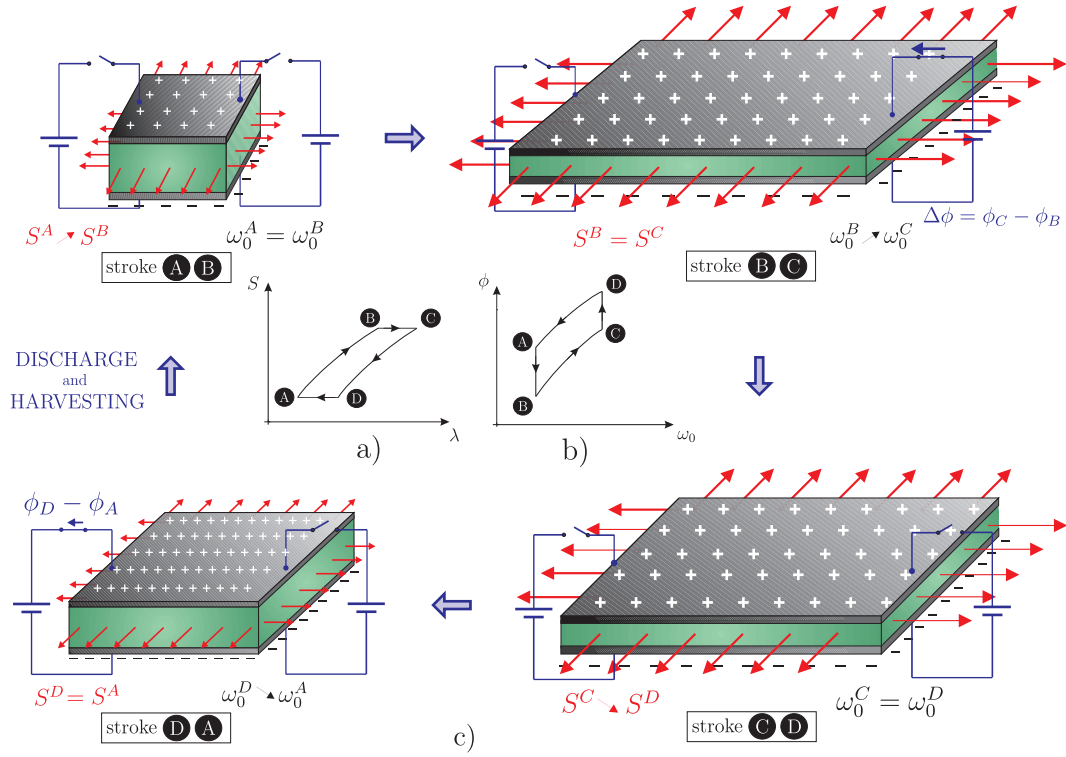 S^A ↗ S^B
ω_0^A = ω_0^B
stroke A B
S^B = S^C
ω_0^B ↗ ω_0^C
Δϕ = ϕ_C − ϕ_B
stroke B C
S
B
C
A
D
λ
a)
ϕ
D
A
C
B
ω_0
b)
DISCHARGE
and
HARVESTING
ϕ_D − ϕ_A
S^D = S^A
ω_0^D ↘ ω_0^A
stroke D A
c)
S^C ↘ S^D
ω_0^C = ω_0^D
stroke C D